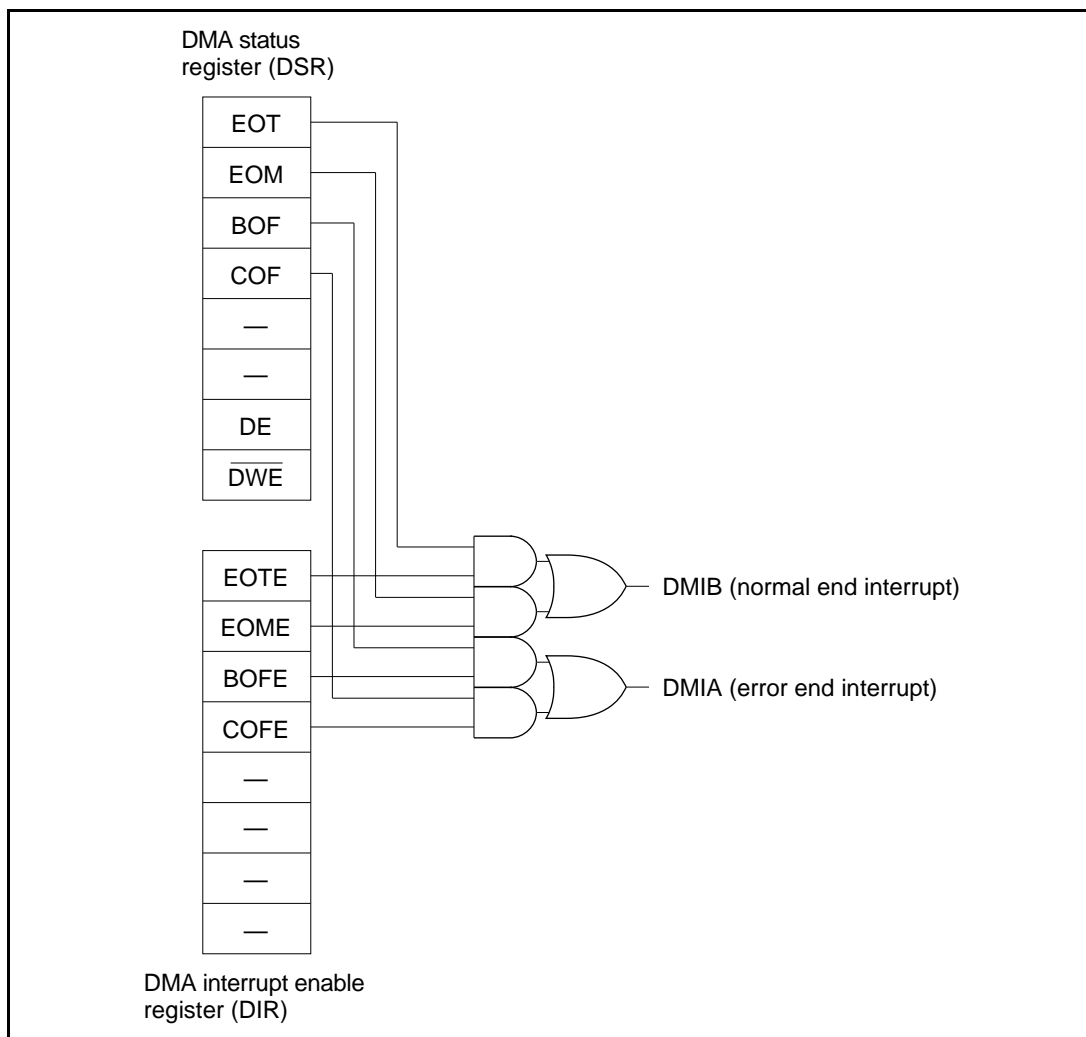 DMA status
register (DSR)
EOT
EOM
BOF
COF
—
—
DE
D̅W̅E̅
EOTE
EOME
BOFE
COFE
—
—
—
—
DMA interrupt enable
register (DIR)
DMIB (normal end interrupt)
DMIA (error end interrupt)